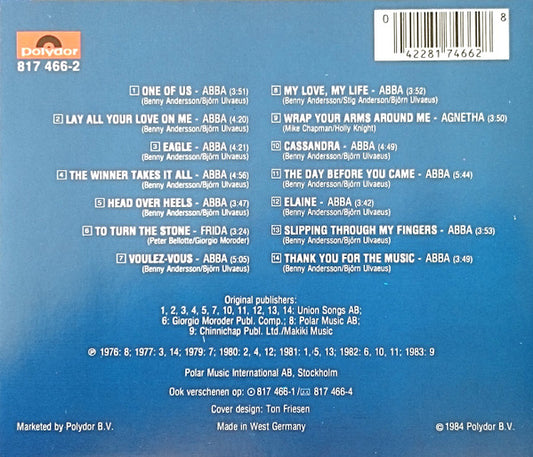 polydor
817 466-2
0 42281 74662 8
1 ONE OF US - ABBA (3:51)
(Benny Andersson/Björn Ulvaeus)
2 LAY ALL YOUR LOVE ON ME - ABBA (4:20)
(Benny Andersson/Björn Ulvaeus)
3 EAGLE - ABBA (4:21)
(Benny Andersson/Björn Ulvaeus)
4 THE WINNER TAKES IT ALL - ABBA (4:56)
(Benny Andersson/Björn Ulvaeus)
5 HEAD OVER HEELS - ABBA (3:47)
(Benny Andersson/Björn Ulvaeus)
6 TO TURN THE STONE - FRIDA (3:24)
(Peter Bellotte/Giorgio Moroder)
7 VOULEZ-VOUS - ABBA (5:05)
(Benny Andersson/Björn Ulvaeus)
8 MY LOVE, MY LIFE - ABBA (3:52)
(Benny Andersson/Stig Anderson/Björn Ulvaeus)
9 WRAP YOUR ARMS AROUND ME - AGNETHA (3:50)
(Mike Chapman/Holly Knight)
10 CASSANDRA - ABBA (4:49)
(Benny Andersson/Björn Ulvaeus)
11 THE DAY BEFORE YOU CAME - ABBA (5:44)
(Benny Andersson/Björn Ulvaeus)
12 ELAINE - ABBA (3:42)
(Benny Andersson/Björn Ulvaeus)
13 SLIPPING THROUGH MY FINGERS - ABBA (3:53)
(Benny Andersson/Björn Ulvaeus)
14 THANK YOU FOR THE MUSIC - ABBA (3:49)
(Benny Andersson/Björn Ulvaeus)
Original publishers:
1, 2, 3, 4, 5, 7, 10, 11, 12, 13, 14; Union Songs AB;
6; Giorgio Moroder Publ. Comp.; 8; Polar Music AB;
9: Chinnichap Publ. Ltd./Makiki Music
℗ 1976: 8; 1977: 3, 14; 1979: 7; 1980: 2, 4, 12; 1981: 1, 5, 13; 1982: 6, 10, 11; 1983: 9
Polar Music International AB, Stockholm
Ook verschenen op: 817 466-1/ 817 466-4
Cover design: Ton Friesen
Marketed by Polydor B.V.
Made in West Germany
© 1984 Polydor B.V.